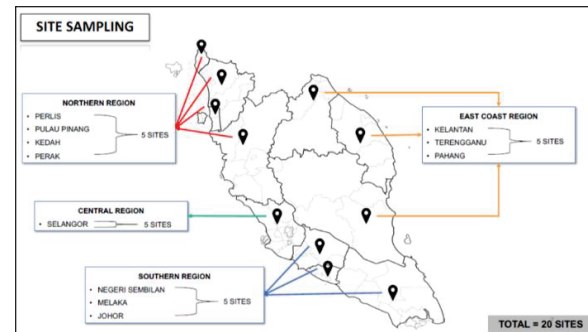 SITE SAMPLING
NORTHERN REGION
• PERLIS
• PULAU PINANG
• KEDAH
• PERAK
5 SITES
EAST COAST REGION
• KELANTAN
• TERENGGANU
• PAHANG
5 SITES
CENTRAL REGION
• SELANGOR
5 SITES
SOUTHERN REGION
• NEGERI SEMBILAN
• MELAKA
• JOHOR
5 SITES
TOTAL = 20 SITES